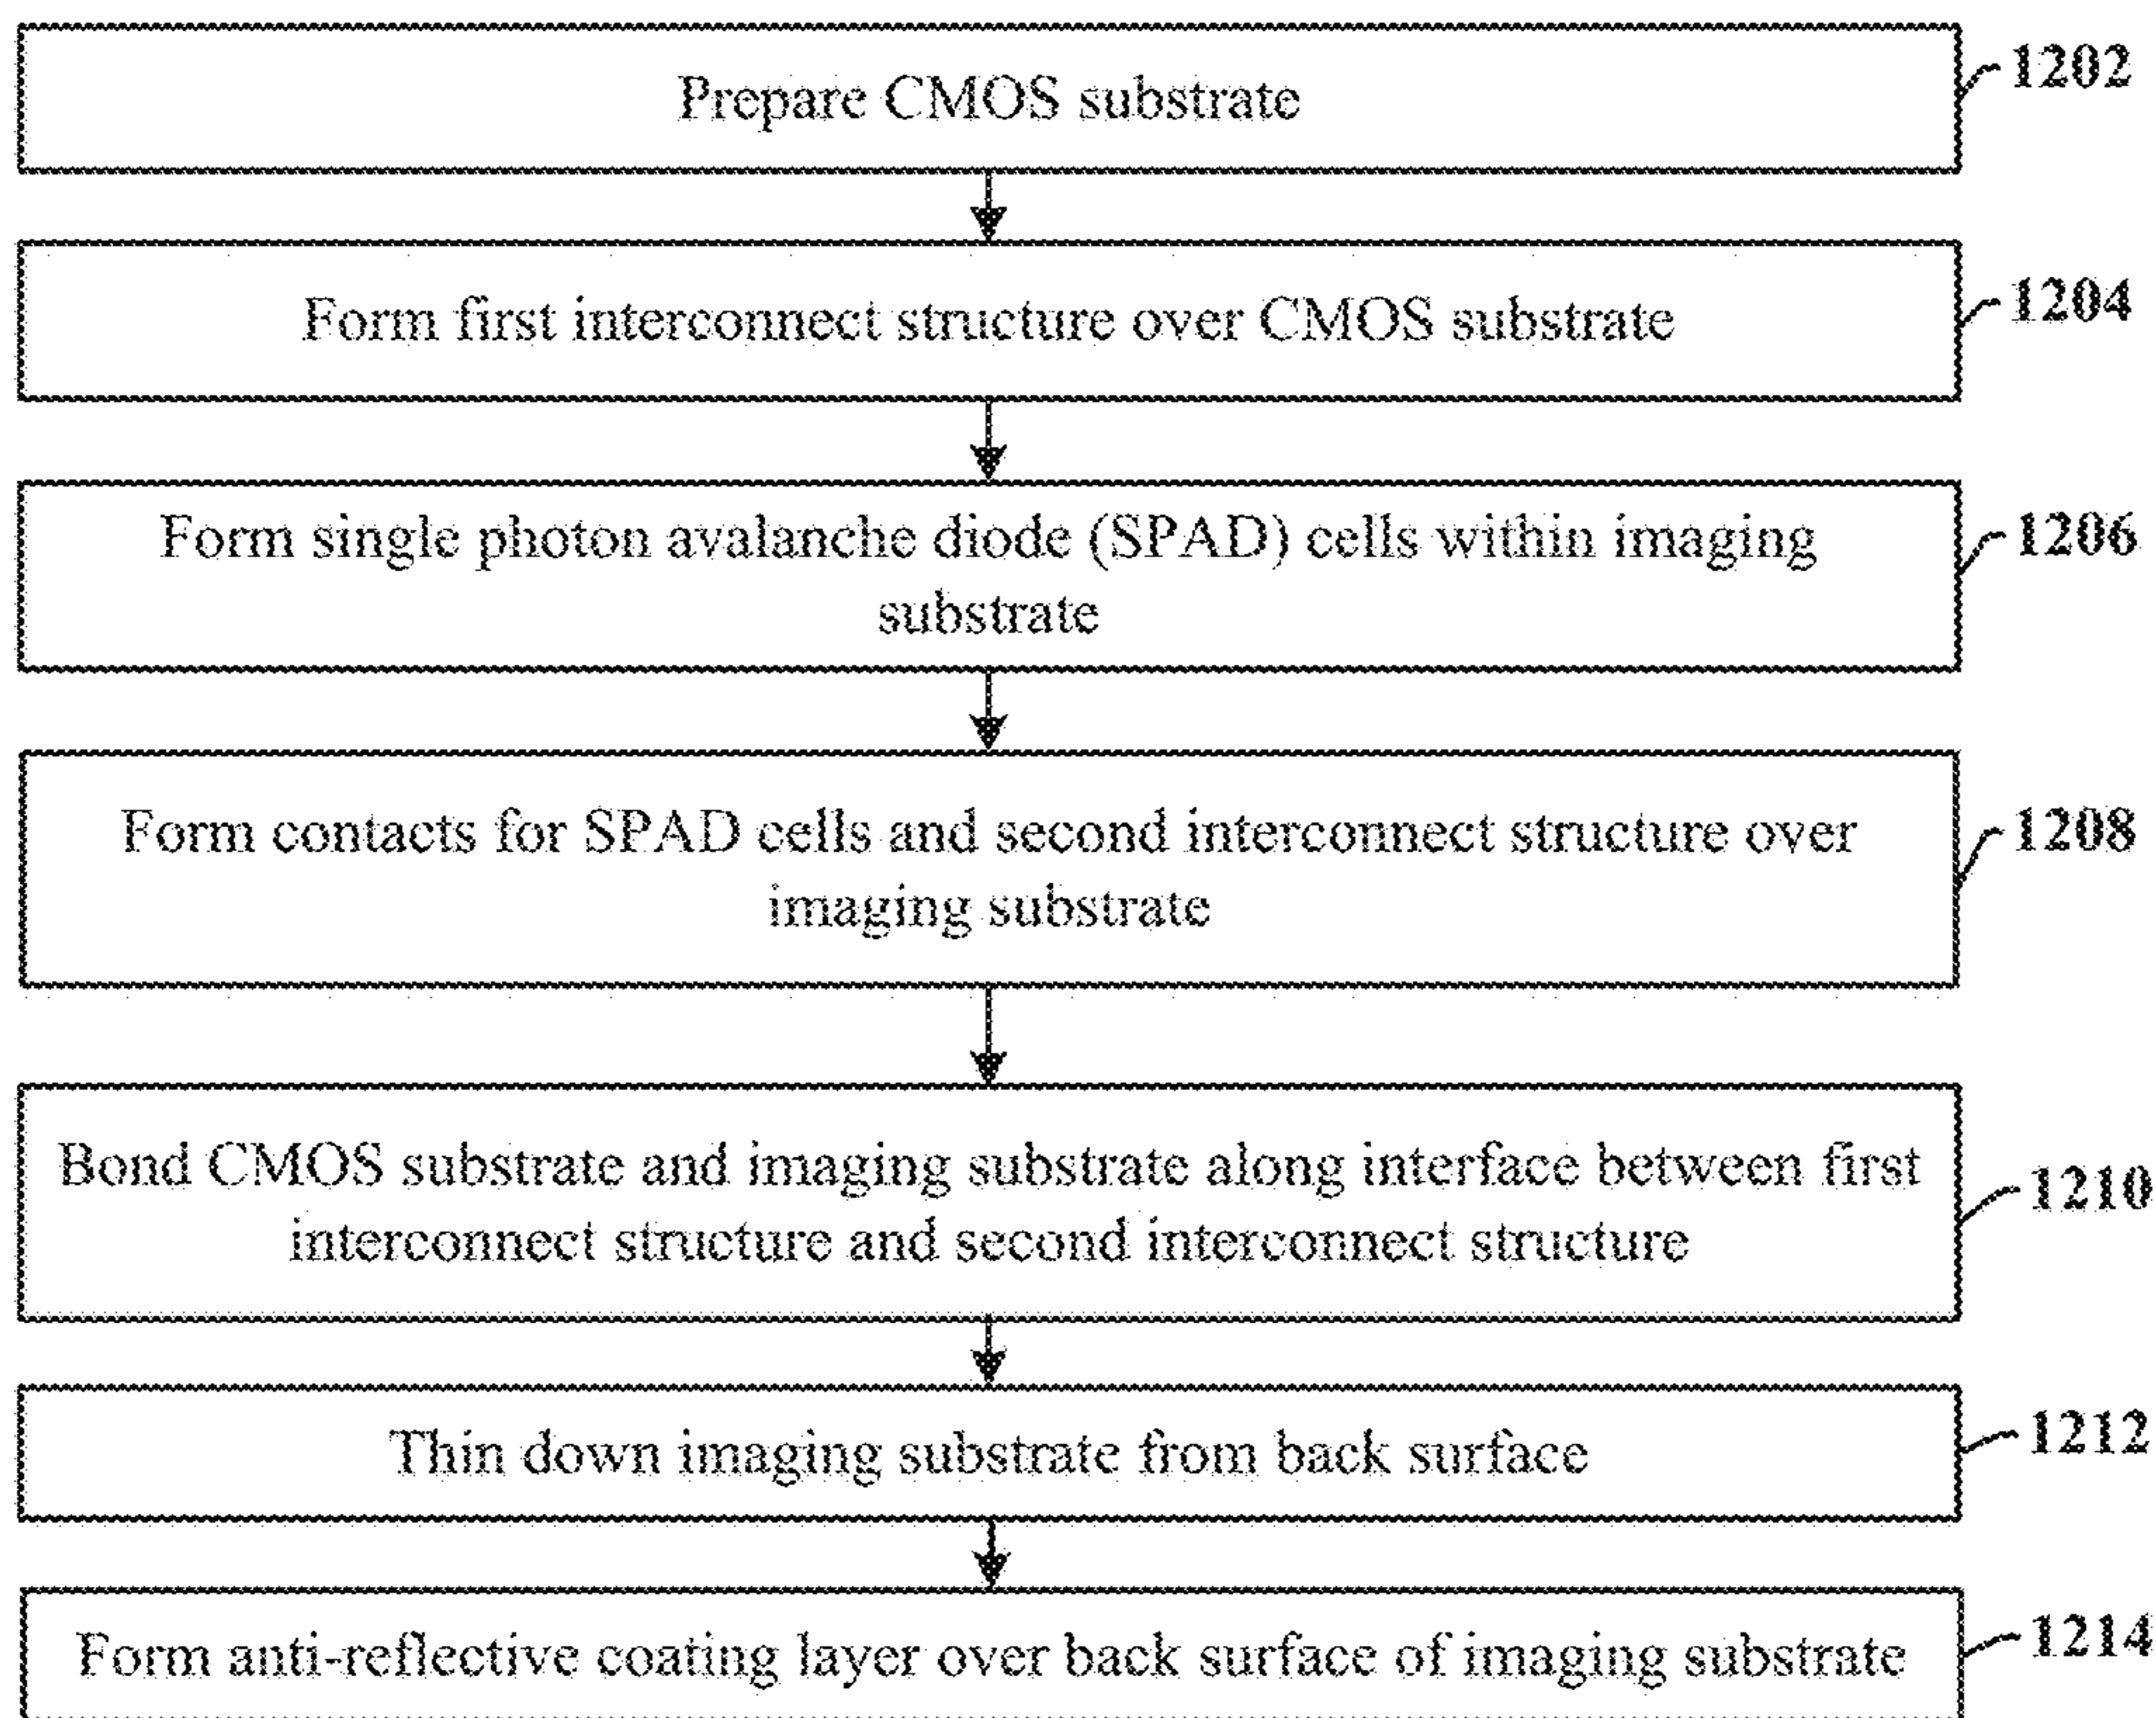 Prepare CMOS substrate
1202
Form first interconnect structure over CMOS substrate
1204
Form single photon avalanche diode (SPAD) cells within imaging
substrate
1206
Form contacts for SPAD cells and second interconnect structure over
imaging substrate
1208
Bond CMOS substrate and imaging substrate along interface between first
interconnect structure and second interconnect structure
1210
Thin down imaging substrate from back surface
1212
Form anti-reflective coating layer over back surface of imaging substrate
1214